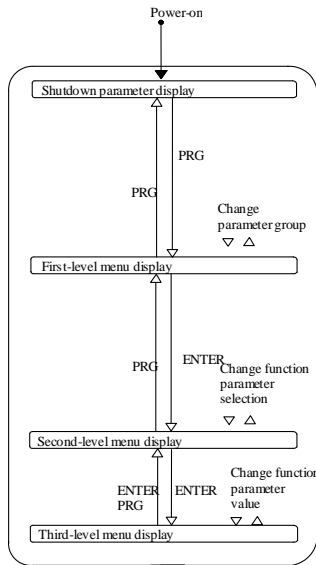 Power-on
Shutdown parameter display
PRG
PRG
Change
parameter group
First-level menu display
PRG
ENTER
Change function
parameter
selection
Second-level menu display
ENTER
PRG
ENTER
Change function
parameter
value
Third-level menu display